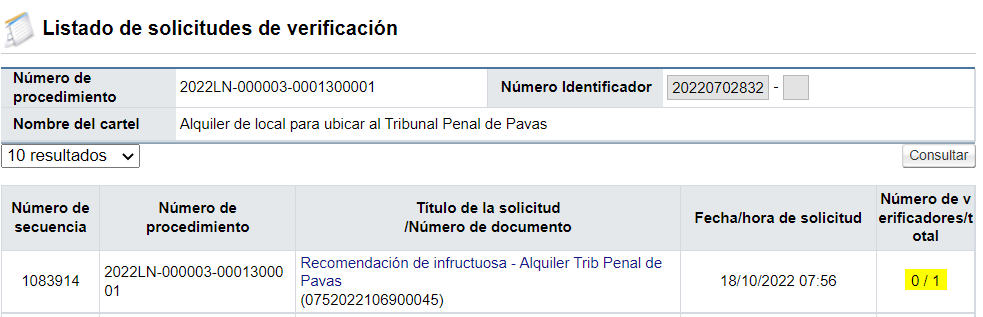 Listado de solicitudes de verificación
Número de
procedimiento
2022LN-000003-0001300001
Número Identificador
20220702832 -
Nombre del cartel
Alquiler de local para ubicar al Tribunal Penal de Pavas
10 resultados
Consultar
Número de
secuencia
Número de
procedimiento
Título de la solicitud
/Número de documento
Fecha/hora de solicitud
Número de v
erificadores/t
otal
1083914
2022LN-000003-00013000
01
Recomendación de infructuosa - Alquiler Trib Penal de
Pavas
(0752022106900045)
18/10/2022 07:56
0 / 1